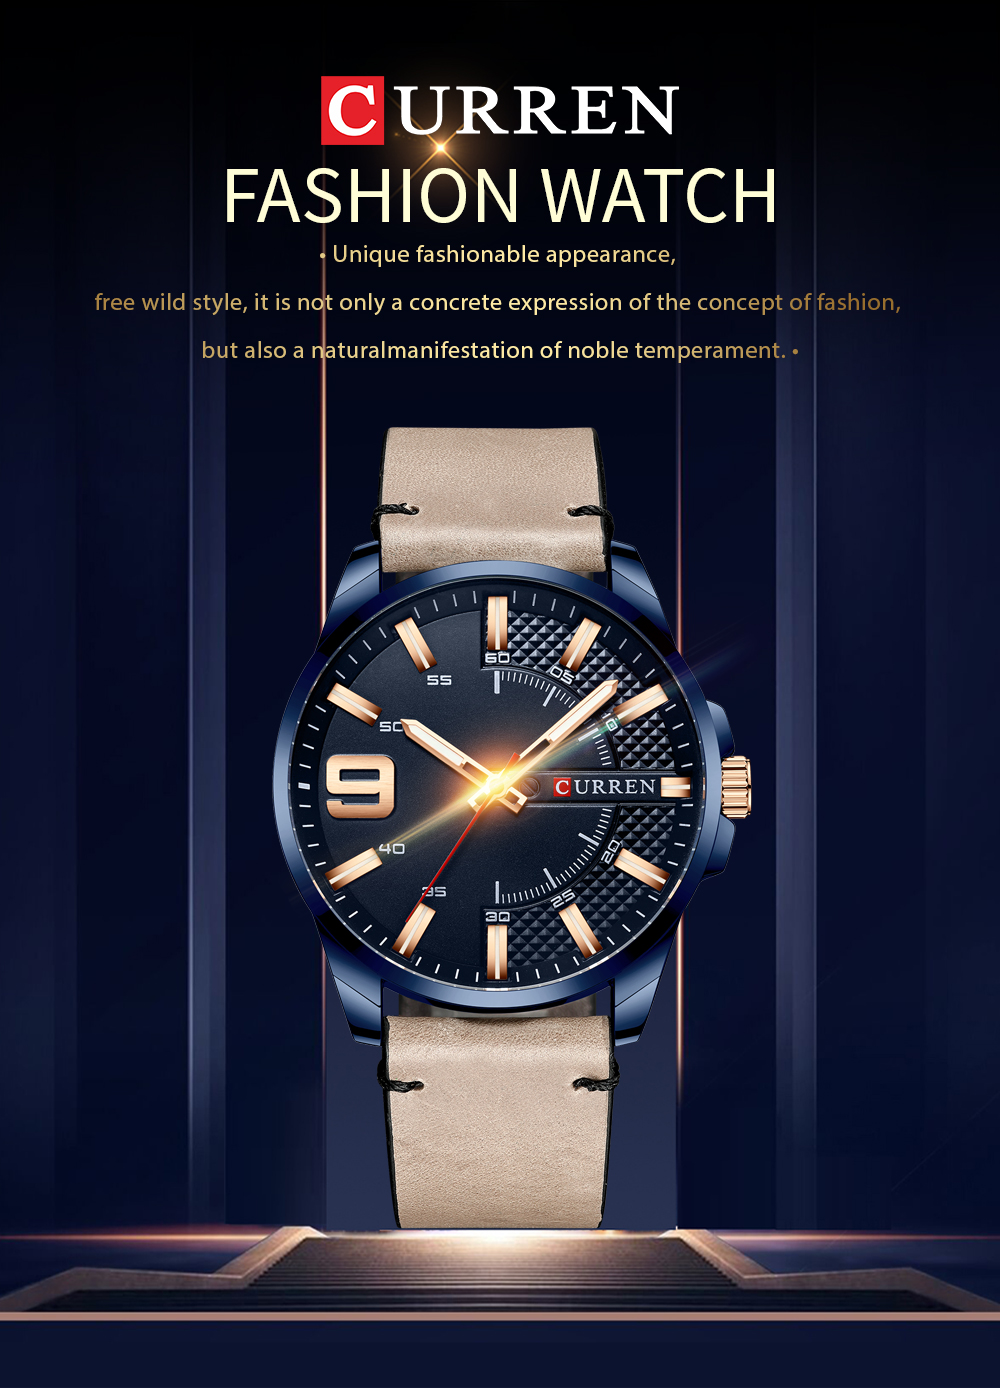 CURREN
FASHION WATCH
• Unique fashionable appearance,
free wild style, it is not only a concrete expression of the concept of fashion,
but also a naturalmanifestation of noble temperament. •
60
05
55
10
50
9
CURREN
40
20
35
25
30